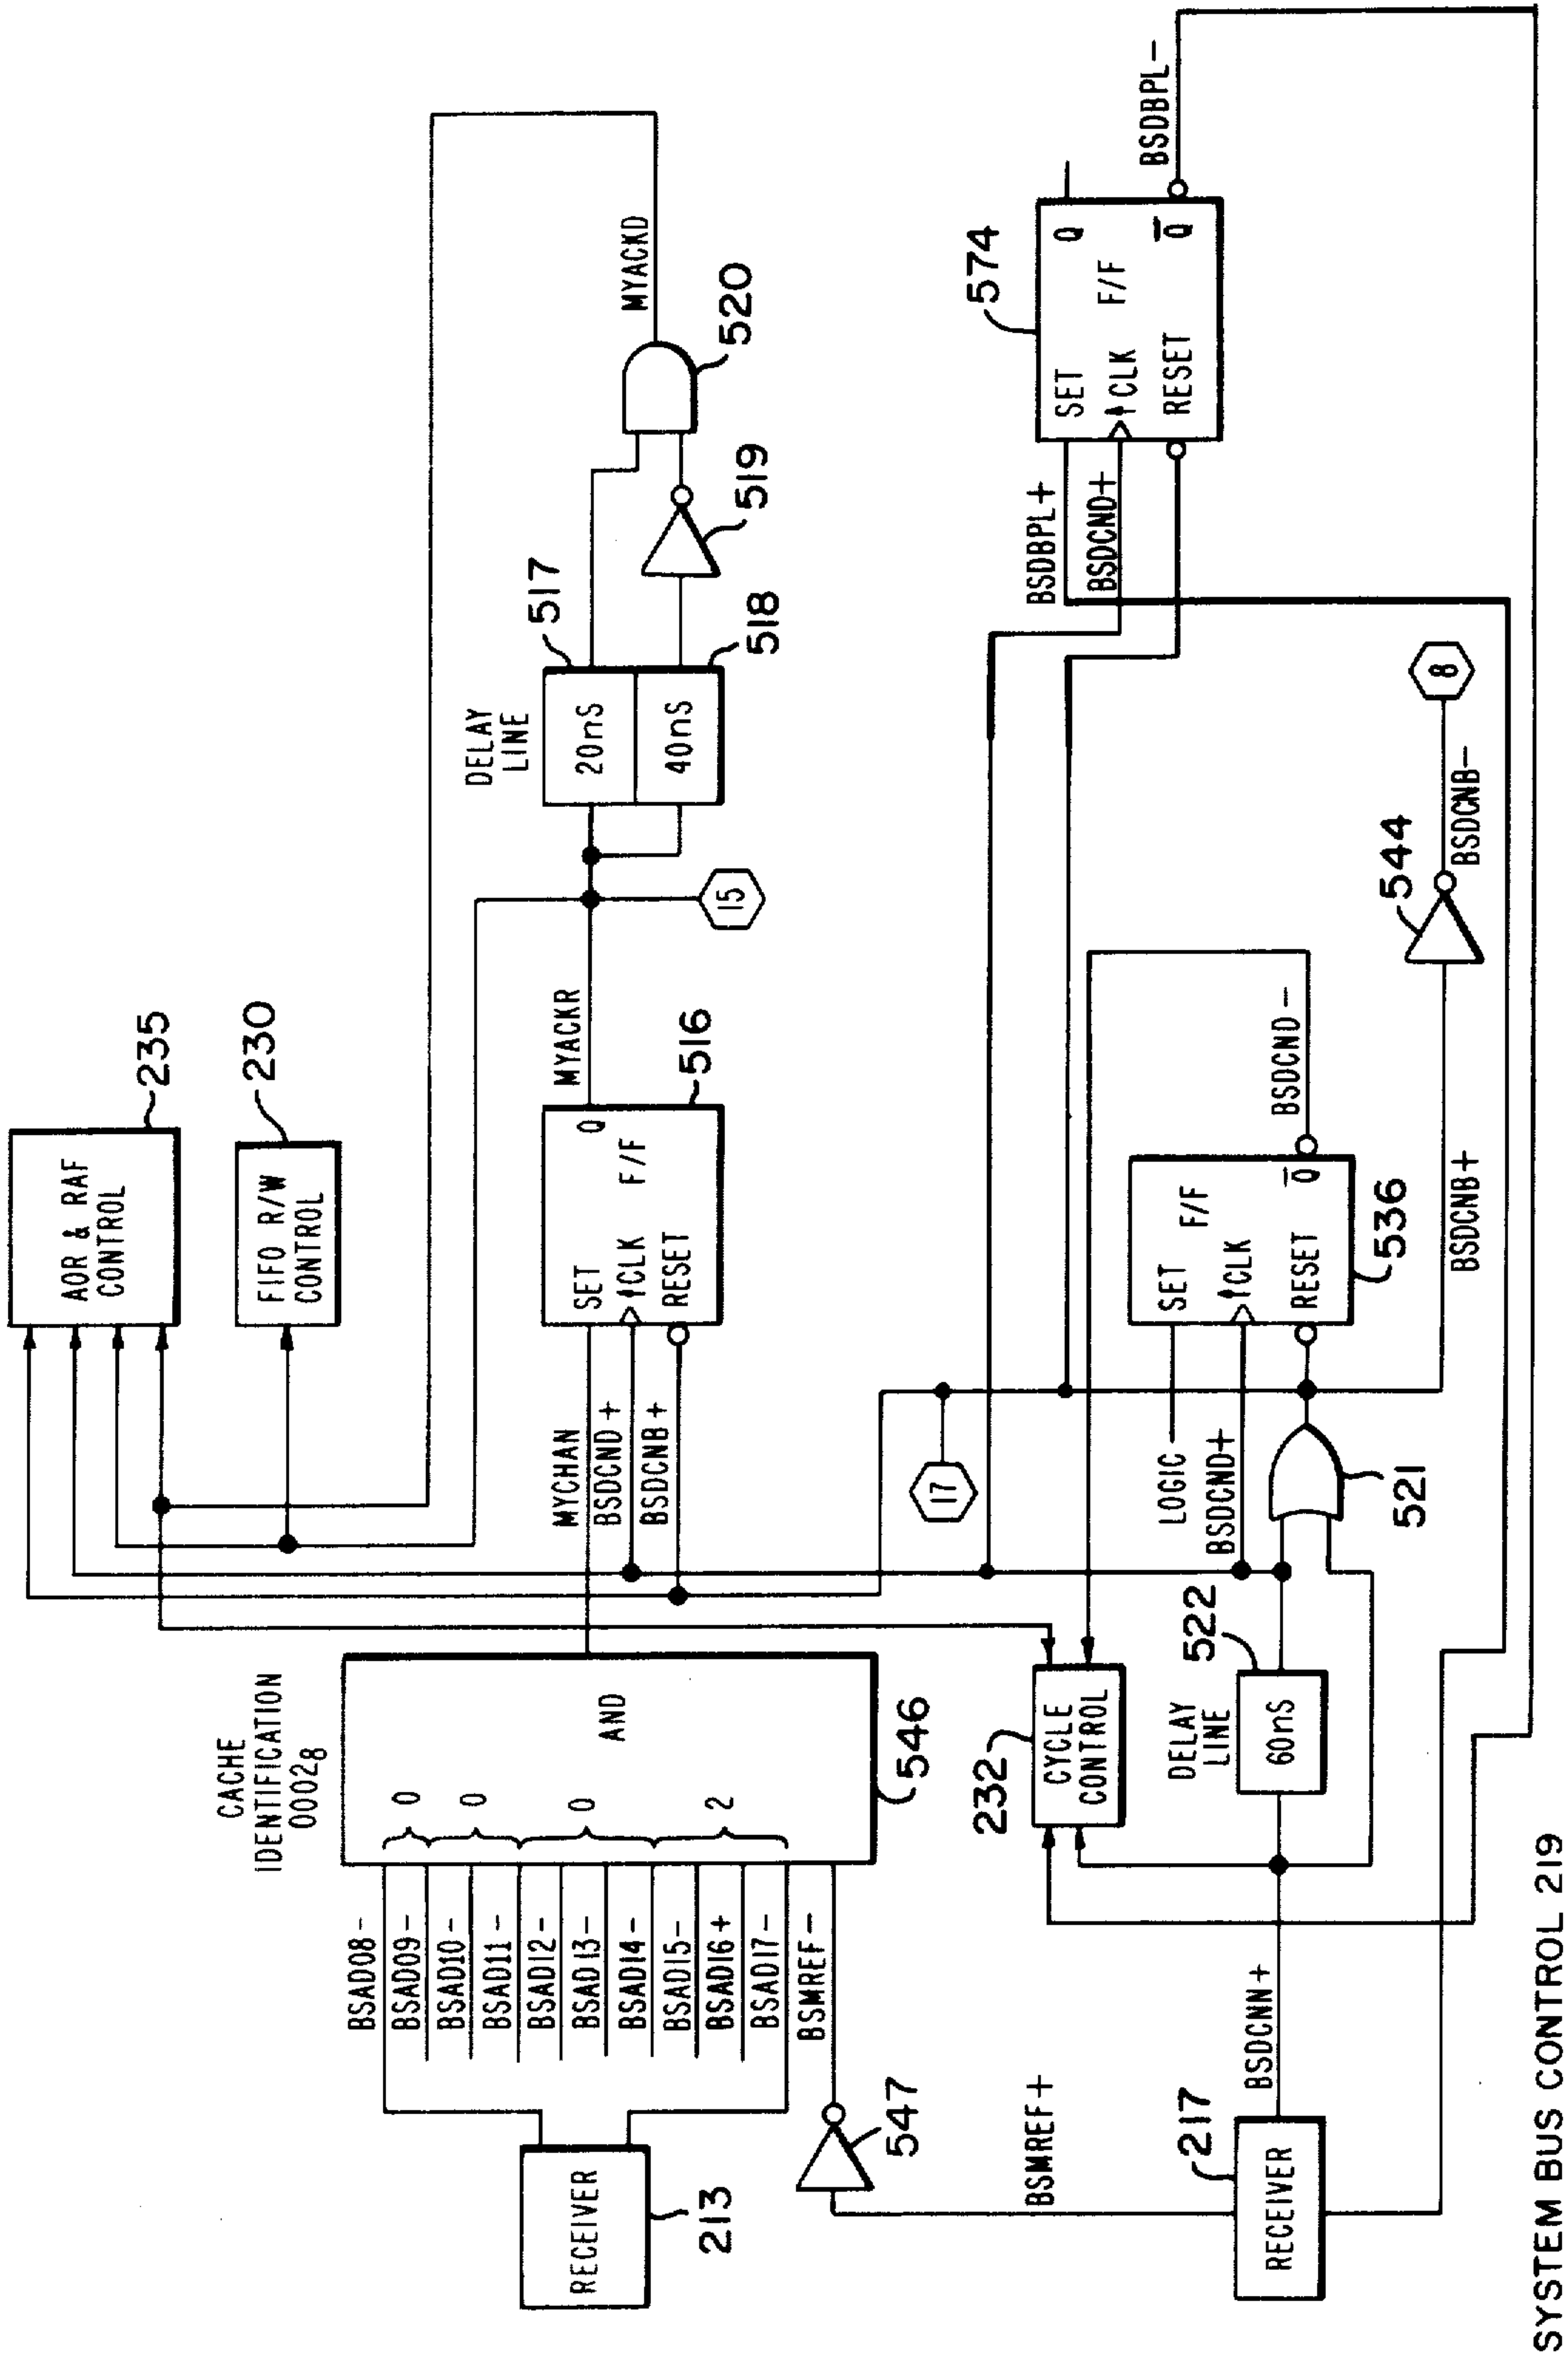 AOR & RAF
CONTROL
235
FIFO R/W
CONTROL
230
CACHE
IDENTIFICATION
0002₈
RECEIVER
213
BSAD08-
BSAD09-
BSAD10-
BSAD11-
BSAD12-
BSAD13-
BSAD14-
BSAD15-
BSAD16+
BSAD17-
BSMREF-
0
0
0
2
AND
546
547
BSMREF+
MYCHAN
BSDCND+
BSDCNB+
SET
CLK
RESET
F/F
Q
516
MYACKR
15
DELAY
LINE
20nS
40nS
517
518
519
520
MYACKD
RECEIVER
217
BSDCNN+
232
CYCLE
CONTROL
DELAY
LINE
60nS
522
521
17
LOGIC
BSDCND+
SET
CLK
RESET
F/F
Q̅
536
BSDCND-
BSDCNB+
544
BSDCNB-
8
BSDBPL+
BSDCND+
SET
CLK
RESET
F/F
Q
Q̅
574
BSDBPL-
SYSTEM BUS CONTROL 219